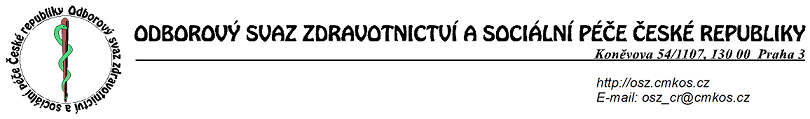 Odborový svaz zdravotnictví a sociální péče České republiky
ODBOROVÝ SVAZ ZDRAVOTNICTVÍ A SOCIÁLNÍ PÉČE ČESKÉ REPUBLIKY
Koněvova 54/1107, 130 00 Praha 3
http://osz.cmkos.cz
E-mail: osz_cr@cmkos.cz